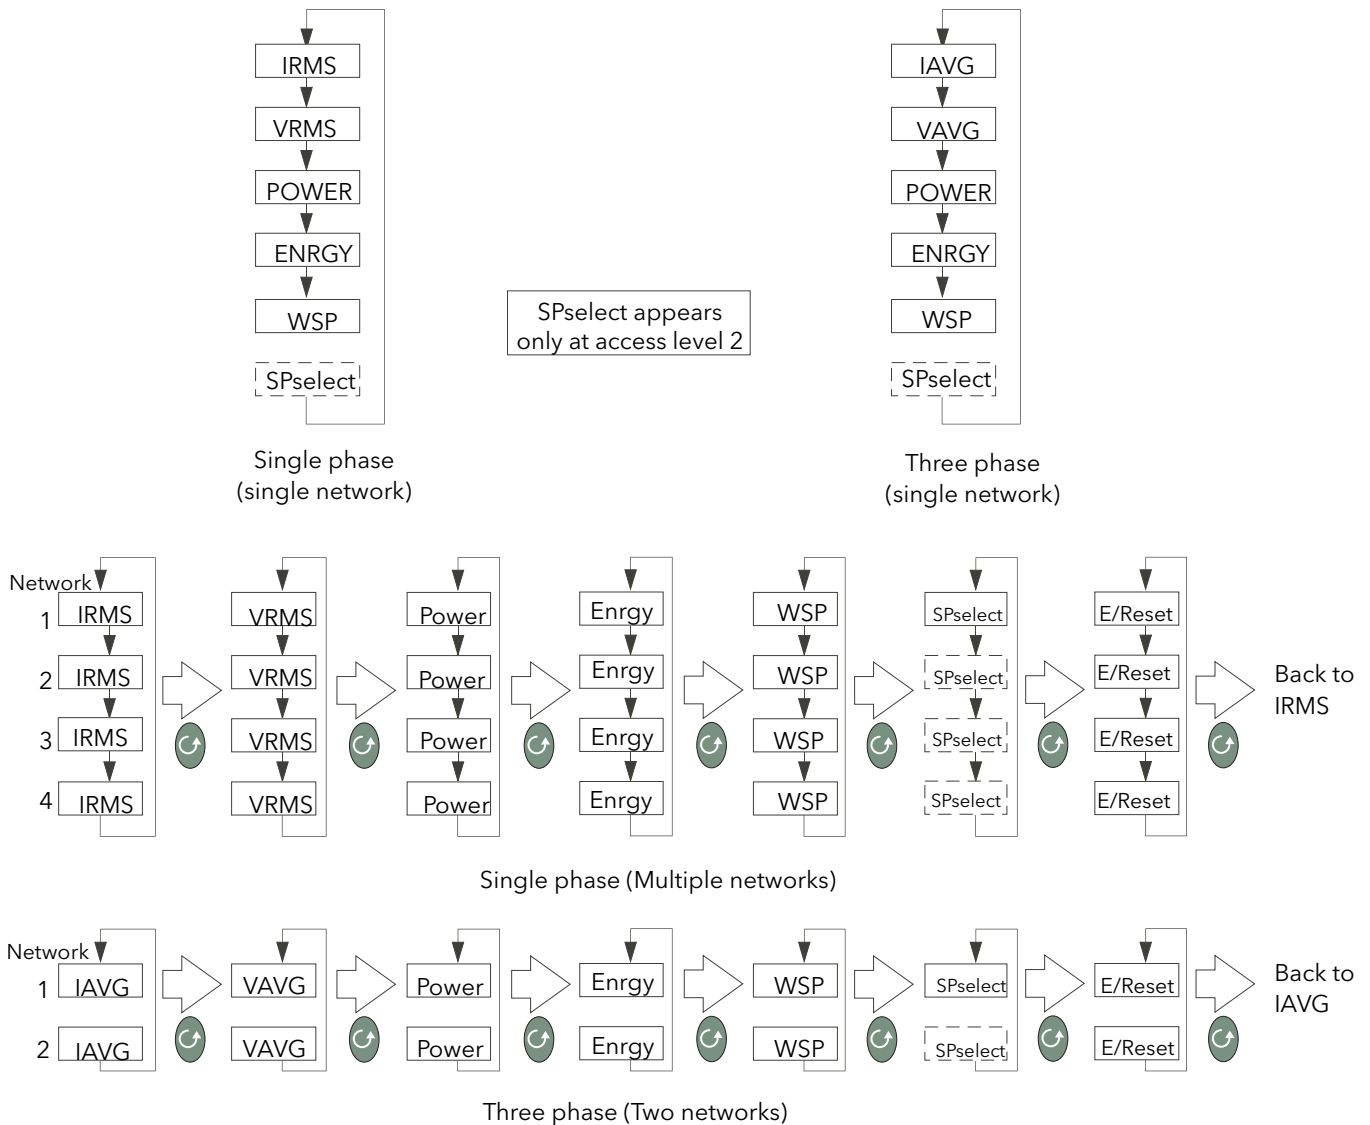 IRMS
VRMS
POWER
ENRGY
WSP
SPselect
Single phase
(single network)
SPselect appears
only at access level 2
IAVG
VAVG
POWER
ENRGY
WSP
SPselect
Three phase
(single network)
Network
1 IRMS VRMS Power Enrgy WSP SPselect E/Reset
2 IRMS VRMS Power Enrgy WSP SPselect E/Reset
3 IRMS VRMS Power Enrgy WSP SPselect E/Reset
4 IRMS VRMS Power Enrgy WSP SPselect E/Reset
Back to
IRMS
Single phase (Multiple networks)
Network
1 IAVG VAVG Power Enrgy WSP SPselect E/Reset
2 IAVG VAVG Power Enrgy WSP SPselect E/Reset
Back to
IAVG
Three phase (Two networks)